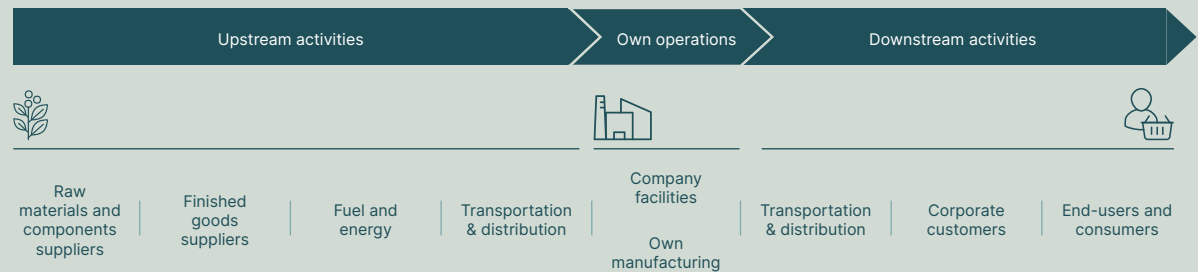 Upstream activities
Own operations
Downstream activities
Raw
materials and
components
suppliers
Finished
goods
suppliers
Fuel and
energy
Transportation
& distribution
Company
facilities
Own
manufacturing
Transportation
& distribution
Corporate
customers
End-users and
consumers